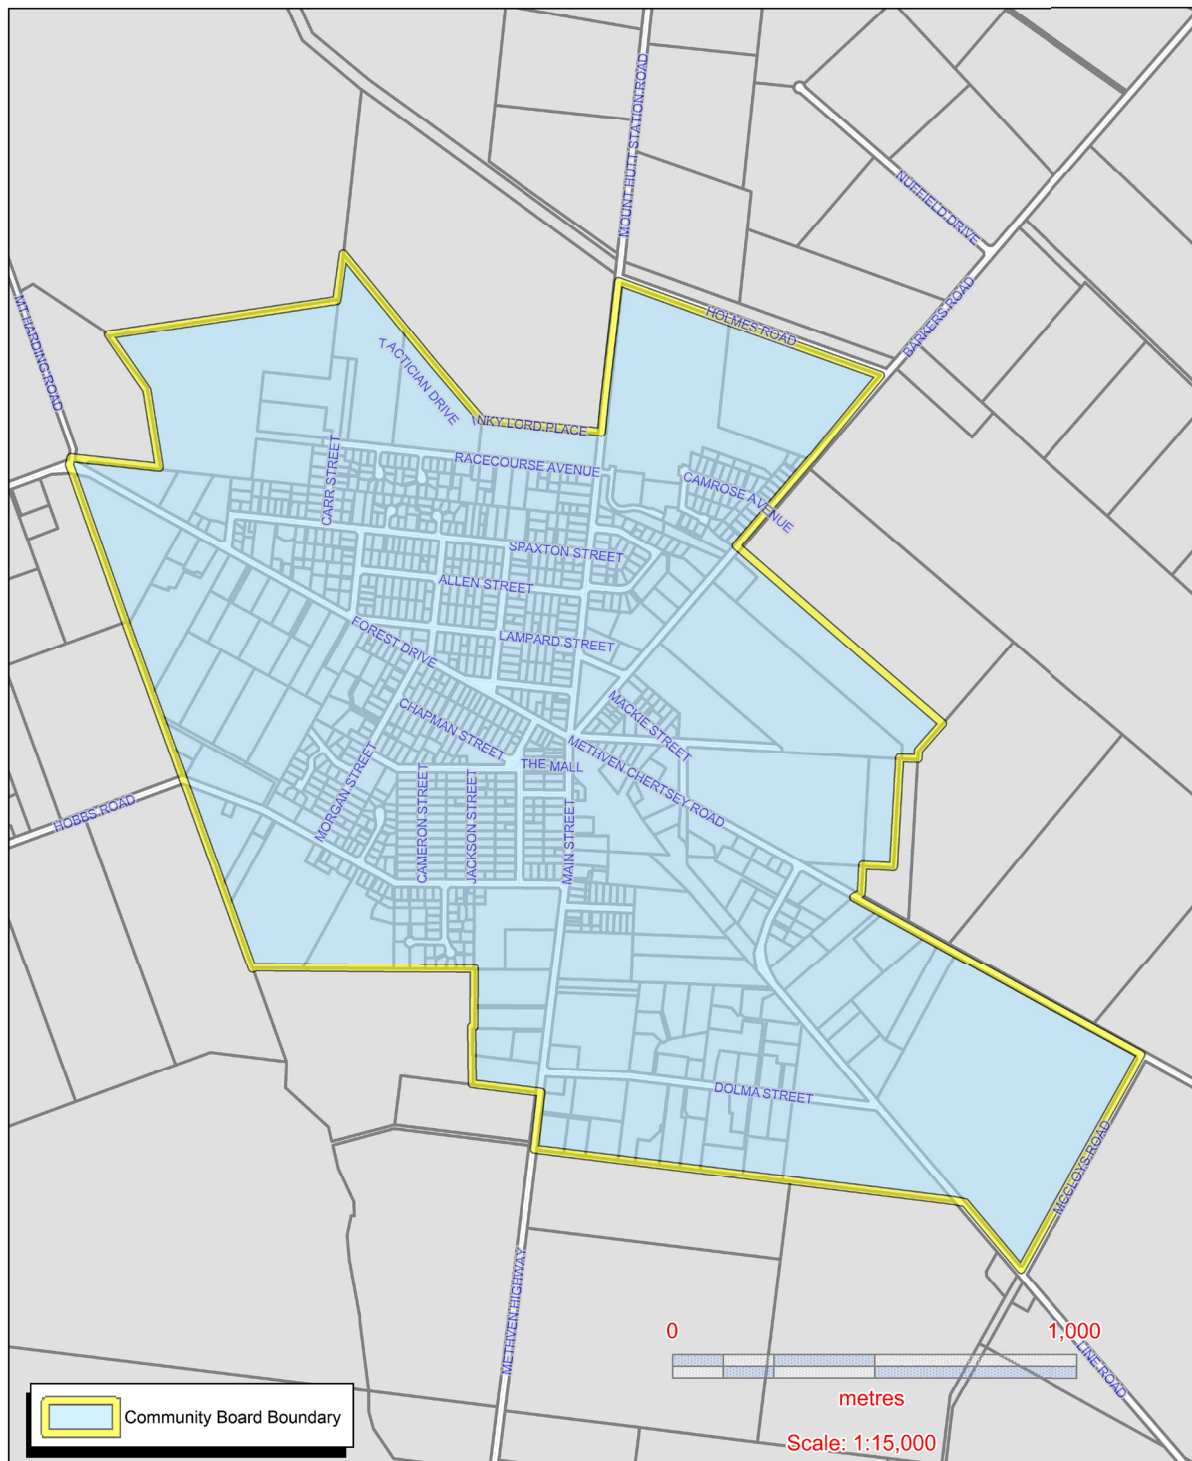 MOUNT HUTT STATION ROAD
NUFFIELD DRIVE
BARKERS ROAD
HOLMES ROAD
MT HARDING ROAD
TACTICIAN DRIVE
INKY LORD PLACE
RACECOURSE AVENUE
CARR STREET
CAMROSE AVENUE
SPAXTON STREET
ALLEN STREET
LAMPARD STREET
FOREST DRIVE
MACKIE STREET
CHAPMAN STREET
THE MALL
METHVEN CHERTSEY ROAD
MORGAN STREET
CAMERON STREET
JACKSON STREET
MAIN STREET
HOBBS ROAD
DOLMA STREET
MCCLOYS ROAD
METHVEN HIGHWAY
LINE ROAD
0 1,000
metres
Scale: 1:15,000
Community Board Boundary